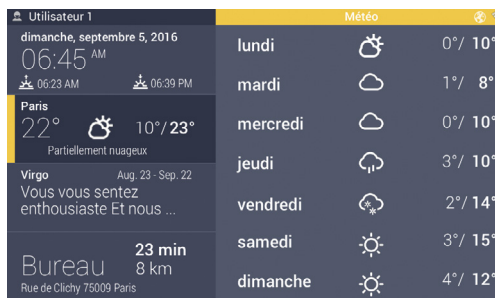 Utilisateur 1
dimanche, septembre 5, 2016
06:45 AM
06:23 AM 06:39 PM
Paris
22° 10°/23°
Partiellement nuageux
Virgo Aug. 23 - Sep. 22
Vous vous sentez
enthousiaste Et nous ...
23 min
Bureau 8 km
Rue de Clichy 75009 Paris
Météo
lundi 0°/ 10°
mardi 1°/ 8°
mercredi 0°/ 10°
jeudi 3°/ 10°
vendredi 2°/ 14°
samedi 3°/ 15°
dimanche 4°/ 12°